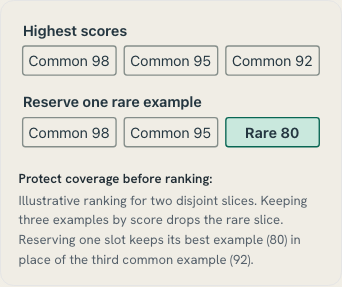 Highest scores
Common 98 Common 95 Common 92
Reserve one rare example
Common 98 Common 95 Rare 80
Protect coverage before ranking:
Illustrative ranking for two disjoint slices. Keeping
three examples by score drops the rare slice.
Reserving one slot keeps its best example (80) in
place of the third common example (92).